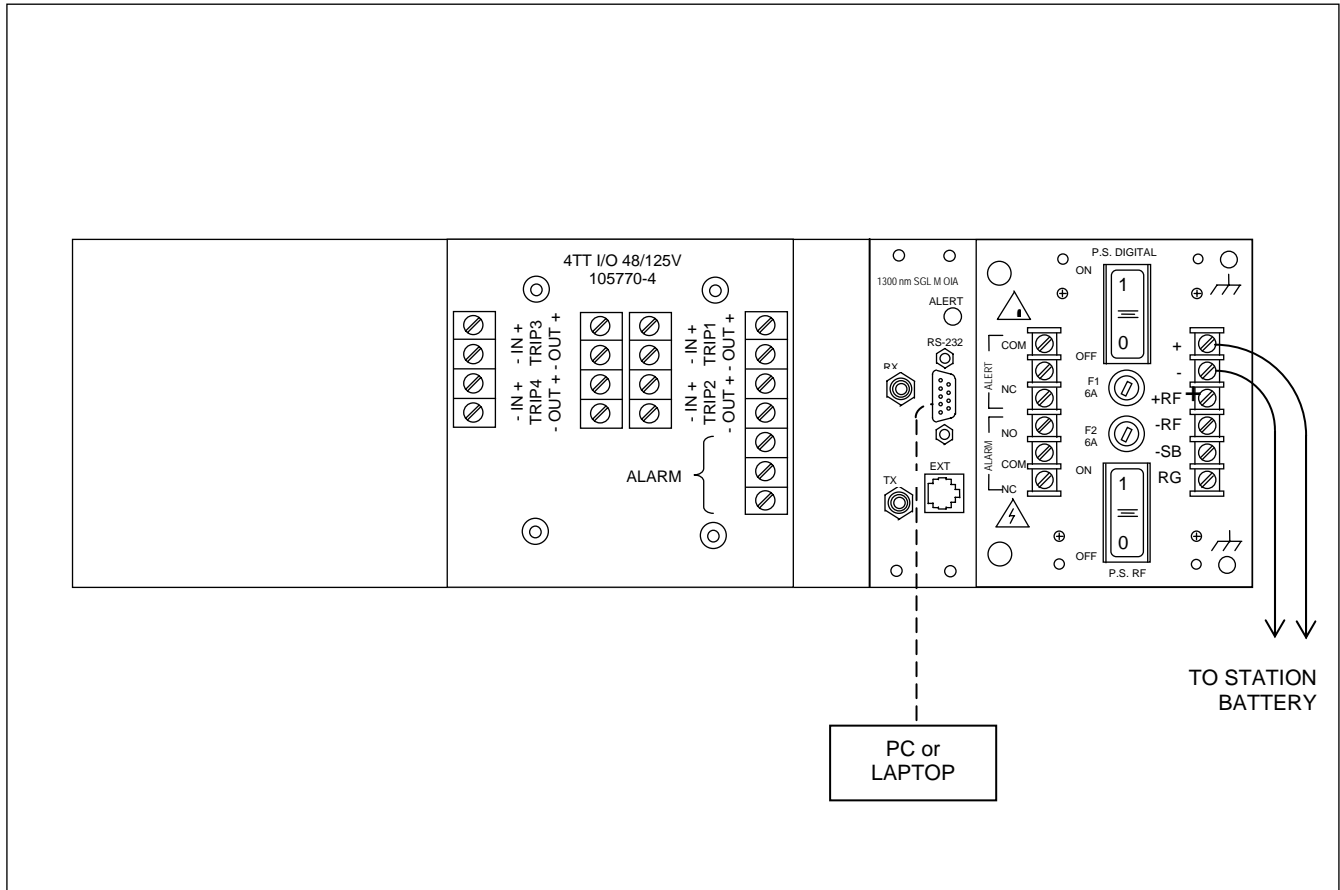 4TT I/O 48/125V
105770-4
- IN +
TRIP3
- OUT +
- IN +
TRIP4
- OUT +
- IN +
TRIP1
- OUT +
- IN +
TRIP2
- OUT +
ALARM
1300 nm SGL M OIA
ALERT
RS-232
RX
TX
EXT
P.S. DIGITAL
ON
1
0
OFF
COM
NC
ALERT
NO
COM
NC
ALARM
F1
6A
F2
6A
ON
1
0
OFF
P.S. RF
+
-
+
+RF
-RF
-SB
RG
TO STATION
BATTERY
PC or
LAPTOP